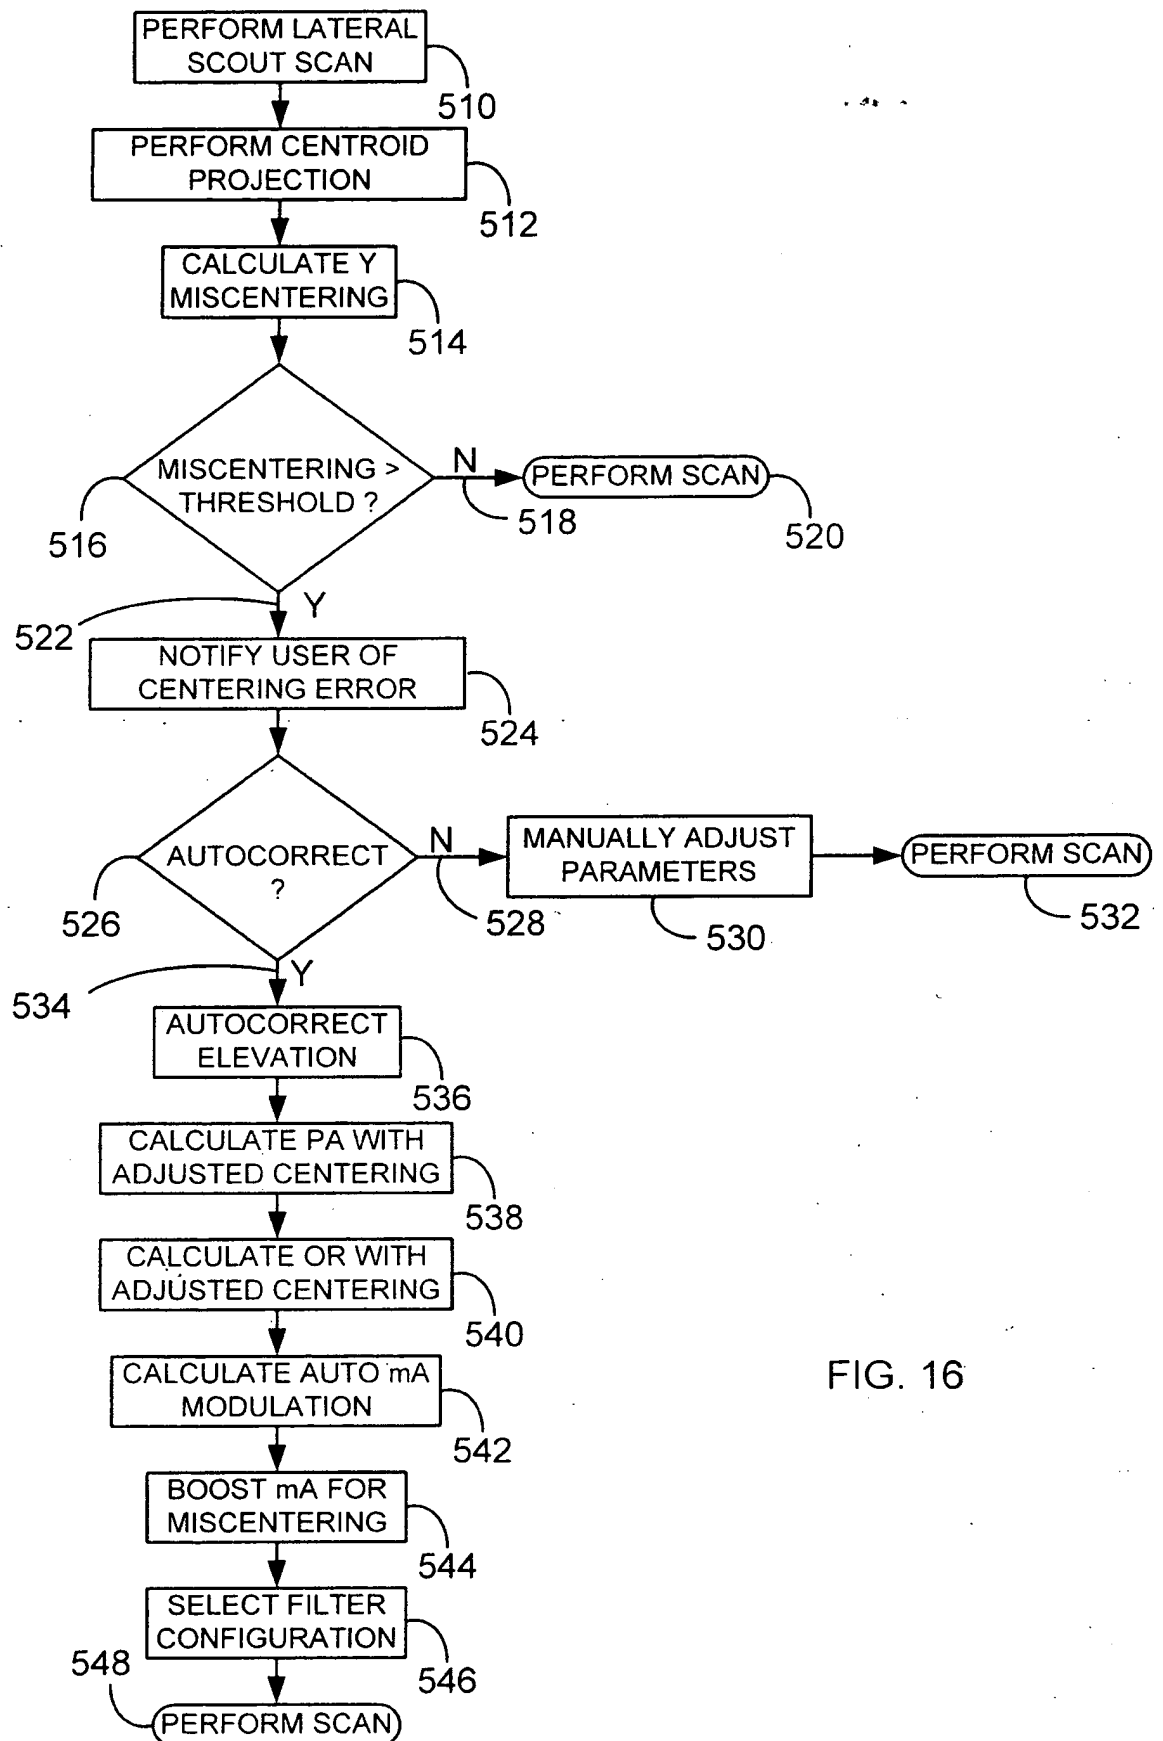 PERFORM LATERAL
SCOUT SCAN
510
PERFORM CENTROID
PROJECTION
512
CALCULATE Y
MISCENTERING
514
MISCENTERING >
THRESHOLD ?
516
N
518
PERFORM SCAN
520
522
Y
NOTIFY USER OF
CENTERING ERROR
524
AUTOCORRECT
?
526
N
528
MANUALLY ADJUST
PARAMETERS
530
PERFORM SCAN
532
534
Y
AUTOCORRECT
ELEVATION
536
CALCULATE PA WITH
ADJUSTED CENTERING
538
CALCULATE OR WITH
ADJUSTED CENTERING
540
CALCULATE AUTO mA
MODULATION
542
FIG. 16
BOOST mA FOR
MISCENTERING
544
SELECT FILTER
CONFIGURATION
546
548
PERFORM SCAN